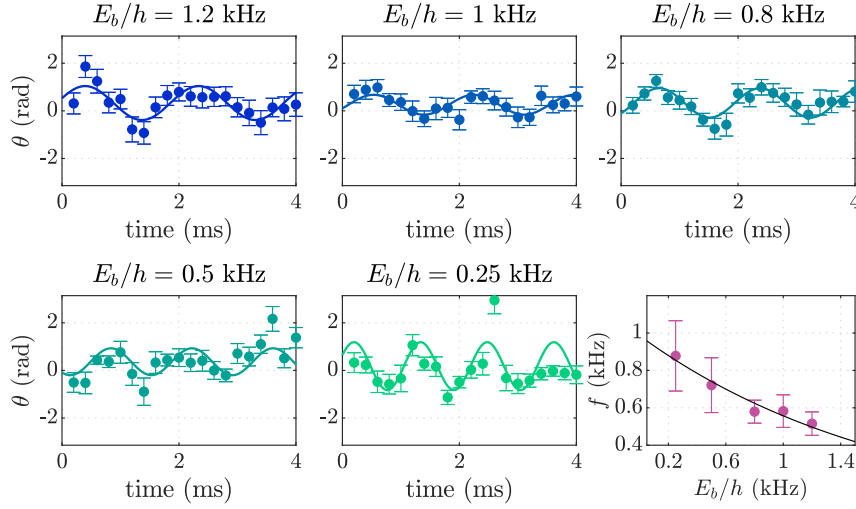 E_b/h = 1.2 kHz
E_b/h = 1 kHz
E_b/h = 0.8 kHz
θ (rad)
2
0
-2
0 2 4
0 2 4
0 2 4
time (ms)
time (ms)
time (ms)
E_b/h = 0.5 kHz
E_b/h = 0.25 kHz
θ (rad)
2
0
-2
0 2 4
0 2 4
time (ms)
time (ms)
f (kHz)
1
0.8
0.6
0.4
0.2 0.6 1 1.4
E_b/h (kHz)